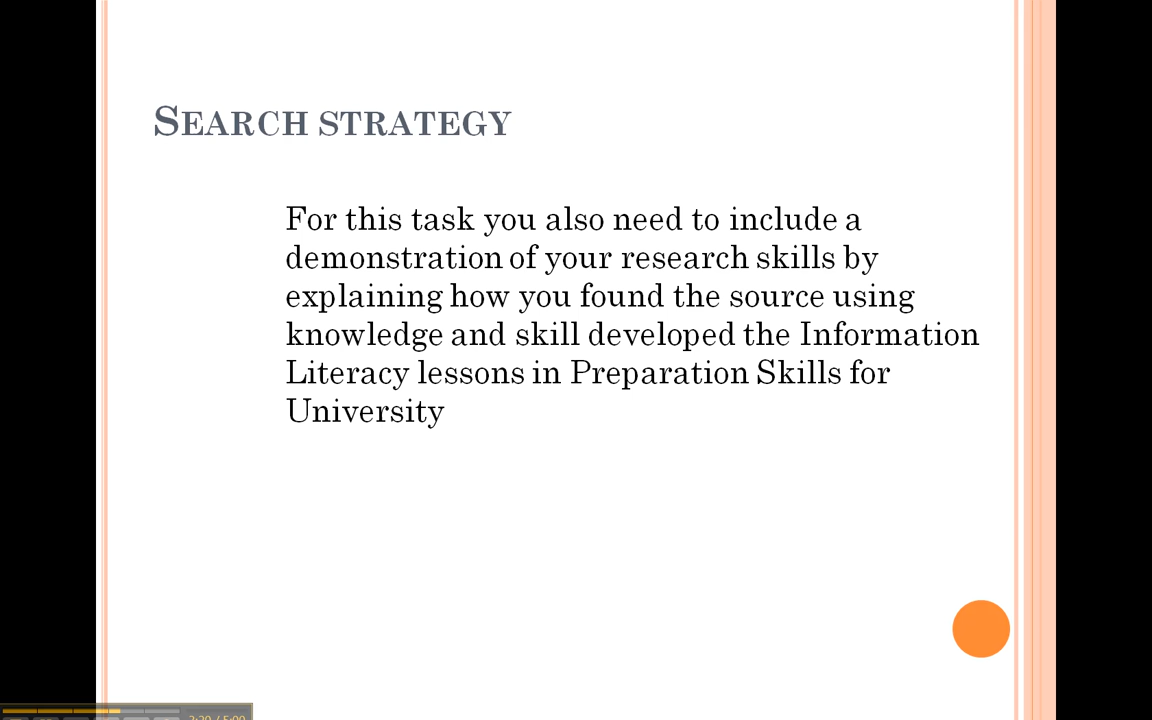 SEARCH STRATEGY
For this task you also need to include a
demonstration of your research skills by
explaining how you found the source using
knowledge and skill developed the Information
Literacy lessons in Preparation Skills for
University